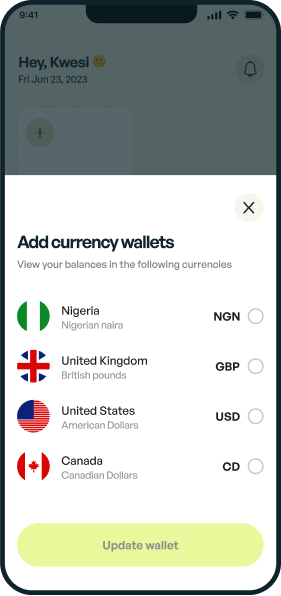 9:41
Hey, Kwesi
Fri Jun 23, 2023
Add currency wallets
View your balances in the following currencies
Nigeria
NGN
Nigerian naira
United Kingdom
GBP
British pounds
United States
USD
American Dollars
Canada
CD
Canadian Dollars
Update wallet